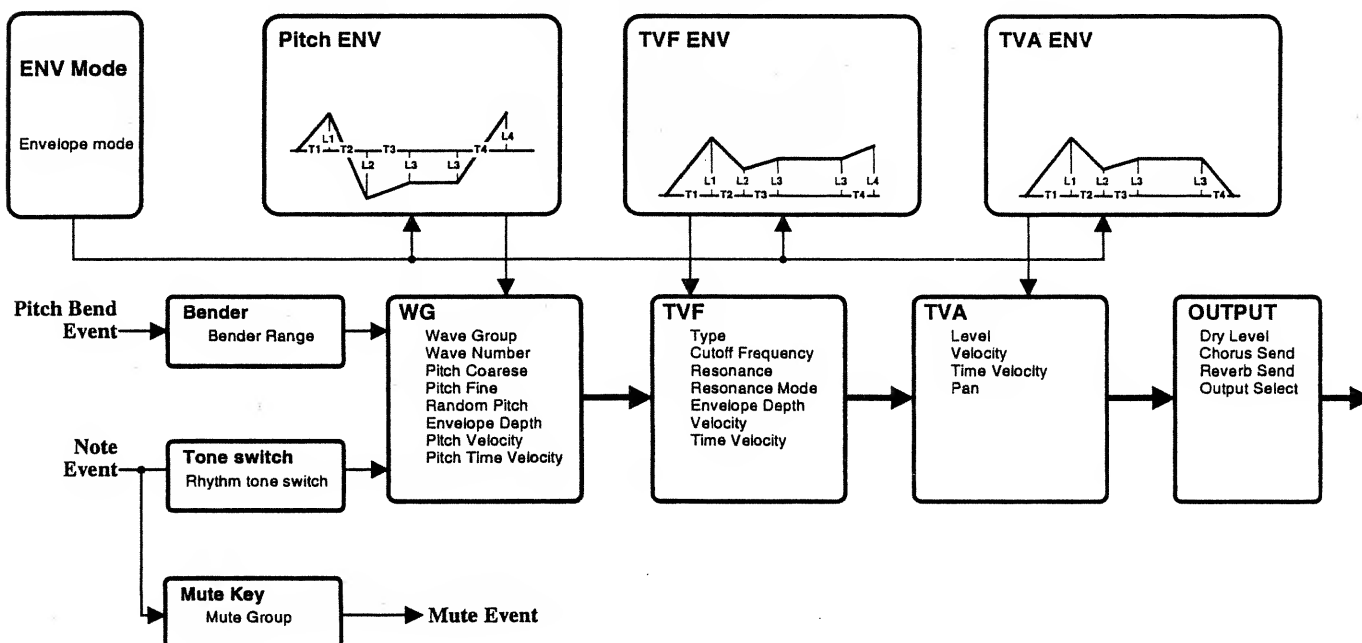 ENV Mode
Envelope mode
Pitch ENV
L1
T1
T2
T3
T4
L4
L2
L3
L3
TVF ENV
L1
L2
L3
L3
L4
T1
T2
T3
T4
TVA ENV
L1
L2
L3
L3
T1
T2
T3
T4
Pitch Bend
Event
Bender
Bender Range
Note
Event
Tone switch
Rhythm tone switch
Mute Key
Mute Group
Mute Event
WG
Wave Group
Wave Number
Pitch Coarese
Pitch Fine
Random Pitch
Envelope Depth
Pitch Velocity
Pitch Time Velocity
TVF
Type
Cutoff Frequency
Resonance
Resonance Mode
Envelope Depth
Velocity
Time Velocity
TVA
Level
Velocity
Time Velocity
Pan
OUTPUT
Dry Level
Chorus Send
Reverb Send
Output Select